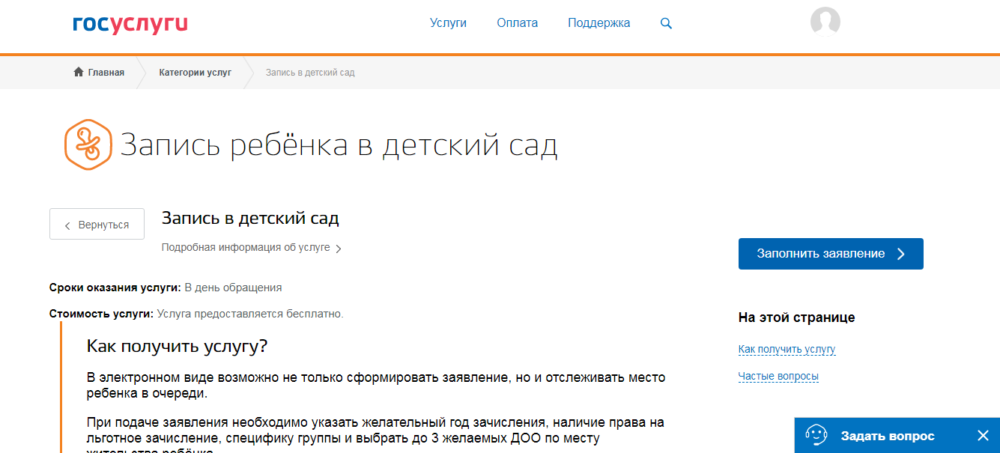 госуслуги
Услуги Оплата Поддержка
Главная Категории услуг Запись в детский сад
Запись ребёнка в детский сад
Вернуться
Запись в детский сад
Подробная информация об услуге
Заполнить заявление
Сроки оказания услуги: В день обращения
Стоимость услуги: Услуга предоставляется бесплатно.
На этой странице
Как получить услугу
Частые вопросы
Как получить услугу?
В электронном виде возможно не только сформировать заявление, но и отслеживать место
ребенка в очереди.
При подаче заявления необходимо указать желательный год зачисления, наличие права на
льготное зачисление, специфику группы и выбрать до 3 желаемых ДОО по месту
жительства ребёнка.
Задать вопрос